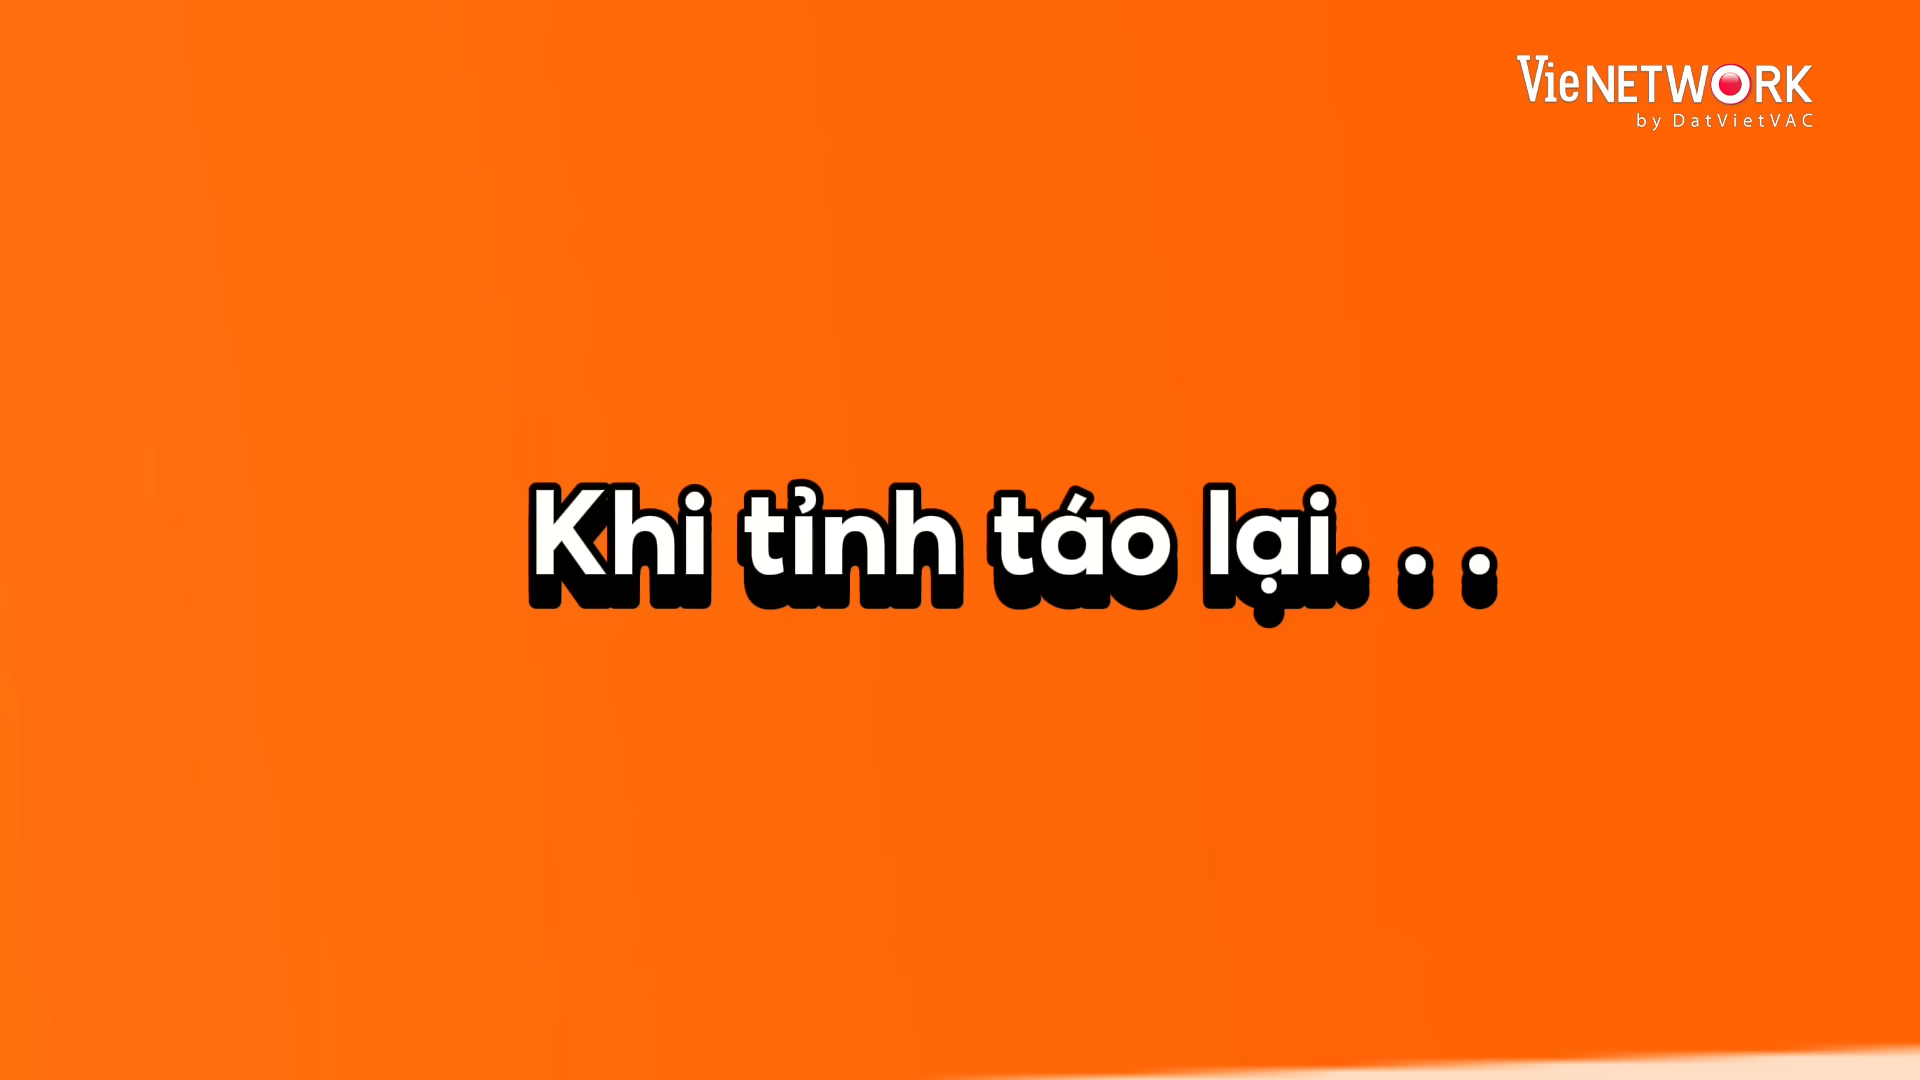 VieNETWORK
by DatVietVAC
Khi tỉnh táo lại. . .